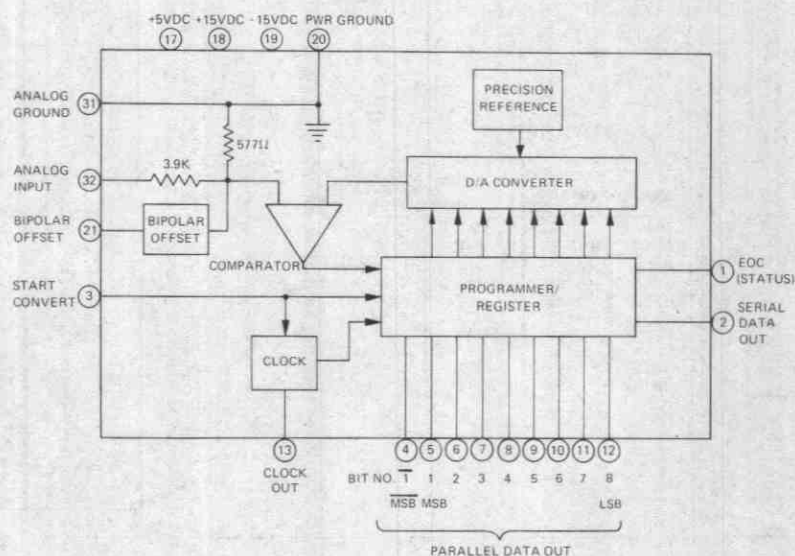 +5VDC +15VDC -15VDC PWR GROUND
17 18 19 20
ANALOG
GROUND
31
577Ω
PRECISION
REFERENCE
3.9K
ANALOG
INPUT
32
D/A CONVERTER
BIPOLAR
OFFSET
21
BIPOLAR
OFFSET
COMPARATOR
1
EOC
(STATUS)
START
CONVERT
3
PROGRAMMER/
REGISTER
2
SERIAL
DATA
OUT
CLOCK
13
CLOCK
OUT
4 5 6 7 8 9 10 11 12
BIT NO. 1̅ 1 2 3 4 5 6 7 8
M̅S̅B̅ MSB LSB
PARALLEL DATA OUT